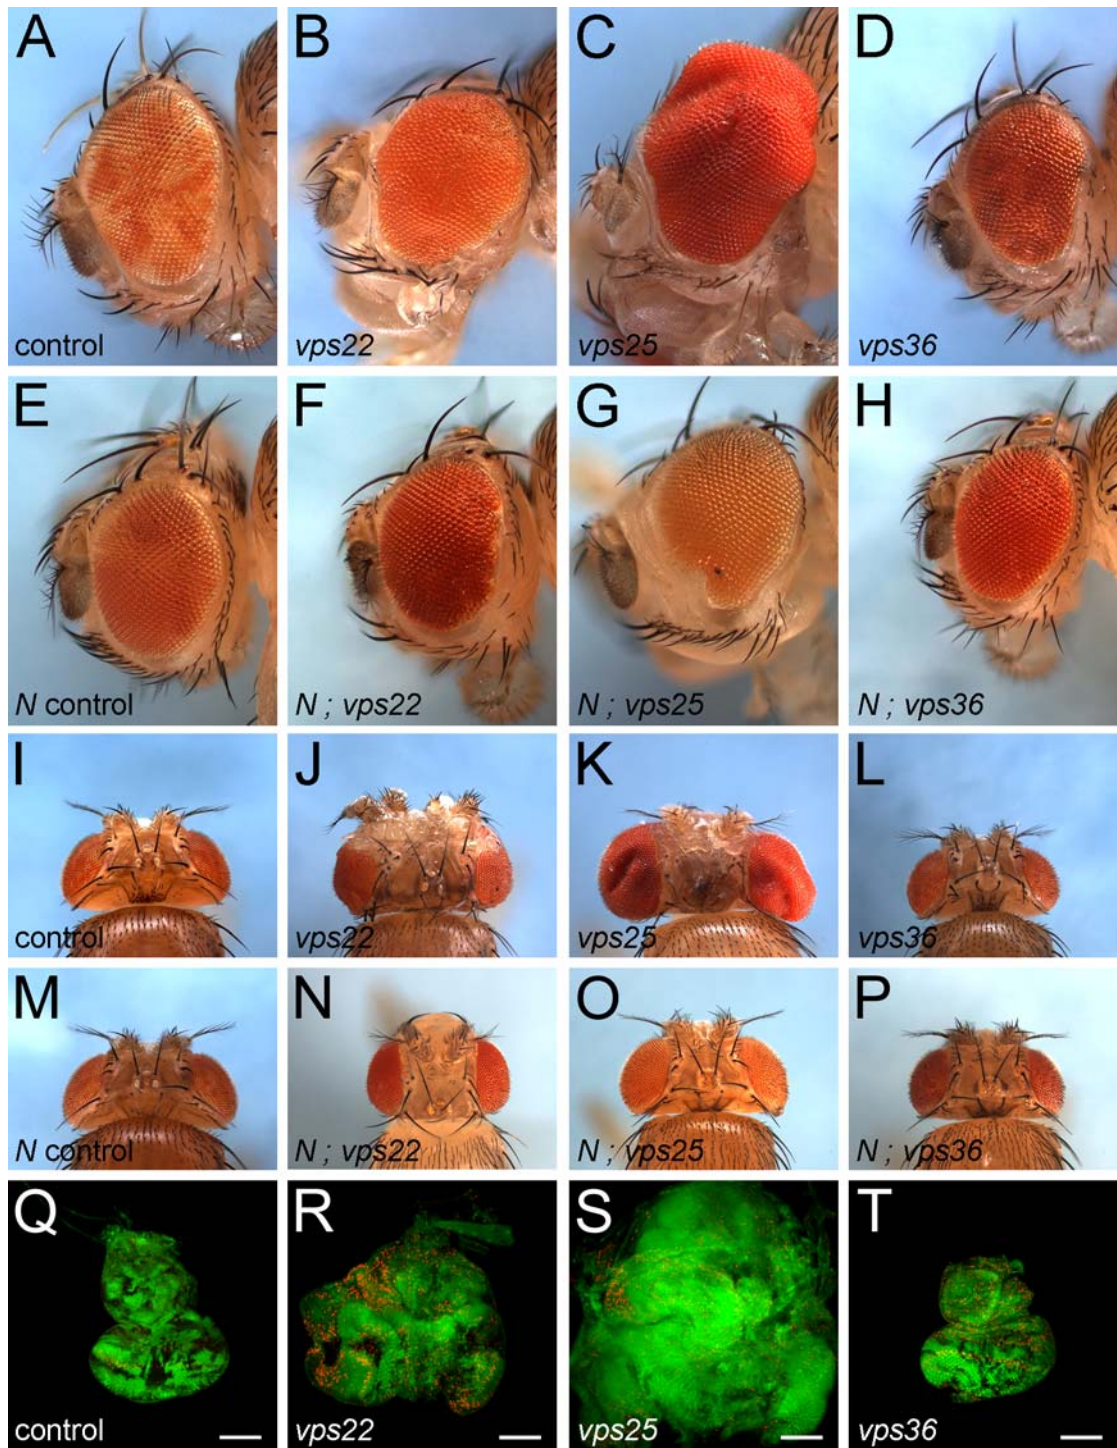 A B C D
control vps22 vps25 vps36
E F G H
N control N ; vps22 N ; vps25 N ; vps36
I J K L
control vps22 vps25 vps36
M N O P
N control N ; vps22 N ; vps25 N ; vps36
Q R S T
control vps22 vps25 vps36